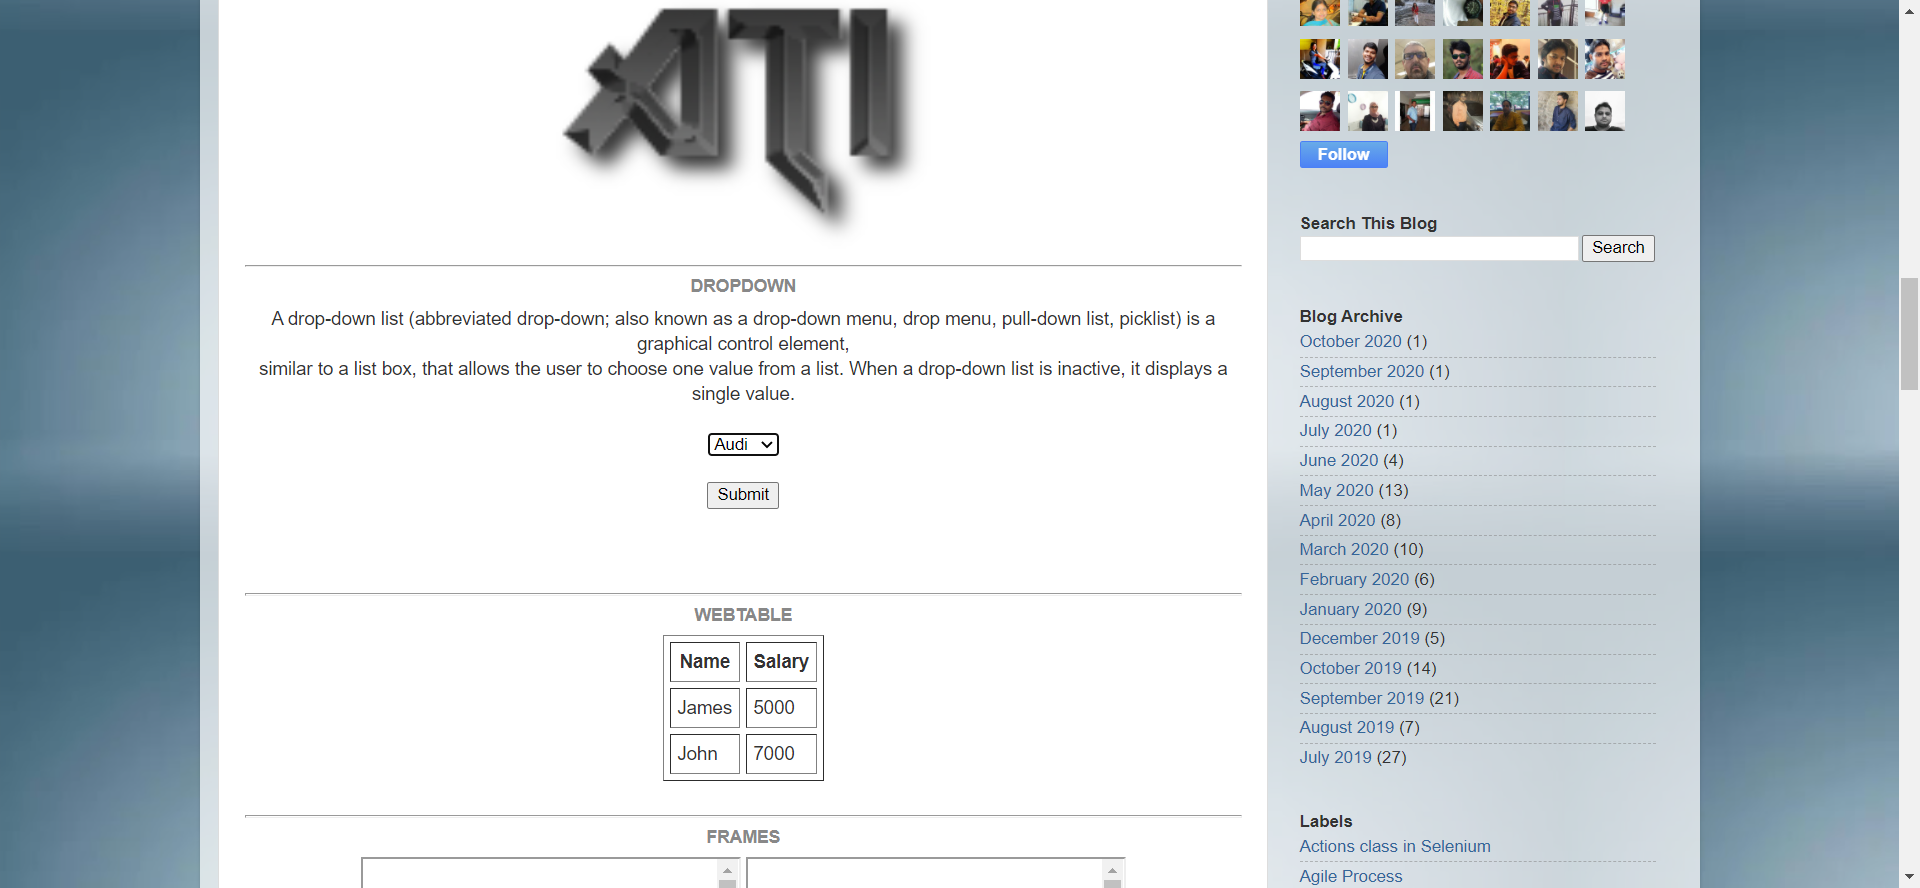 ATI
DROPDOWN
A drop-down list (abbreviated drop-down; also known as a drop-down menu, drop menu, pull-down list, picklist) is a
graphical control element,
similar to a list box, that allows the user to choose one value from a list. When a drop-down list is inactive, it displays a
single value.
Audi
Submit
WEBTABLE
Name Salary
James 5000
John 7000
FRAMES
Follow
Search This Blog
Search
Blog Archive
October 2020 (1)
September 2020 (1)
August 2020 (1)
July 2020 (1)
June 2020 (4)
May 2020 (13)
April 2020 (8)
March 2020 (10)
February 2020 (6)
January 2020 (9)
December 2019 (5)
October 2019 (14)
September 2019 (21)
August 2019 (7)
July 2019 (27)
Labels
Actions class in Selenium
Agile Process